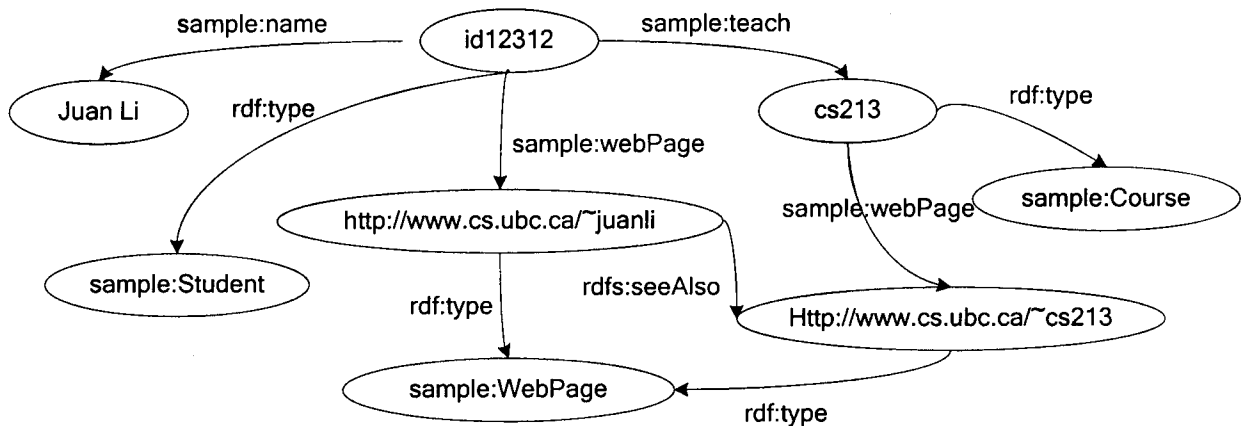 sample:name
id12312
sample:teach
Juan Li
rdf:type
cs213
rdf:type
sample:webPage
sample:Course
http://www.cs.ubc.ca/~juanli
sample:webPage
sample:Student
rdf:type
rdfs:seeAlso
Http://www.cs.ubc.ca/~cs213
sample:WebPage
rdf:type